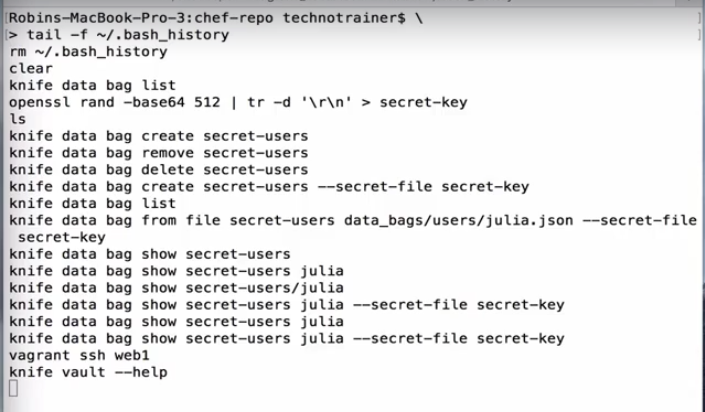 Robins-MacBook-Pro-3:chef-repo technotrainer$ \
> tail -f ~/.bash_history
rm ~/.bash_history
clear
knife data bag list
openssl rand -base64 512 | tr -d '\r\n' > secret-key
ls
knife data bag create secret-users
knife data bag remove secret-users
knife data bag delete secret-users
knife data bag create secret-users --secret-file secret-key
knife data bag list
knife data bag from file secret-users data_bags/users/julia.json --secret-file
 secret-key
knife data bag show secret-users
knife data bag show secret-users julia
knife data bag show secret-users/julia
knife data bag show secret-users julia --secret-file secret-key
knife data bag show secret-users julia
knife data bag show secret-users julia --secret-file secret-key
vagrant ssh web1
knife vault --help